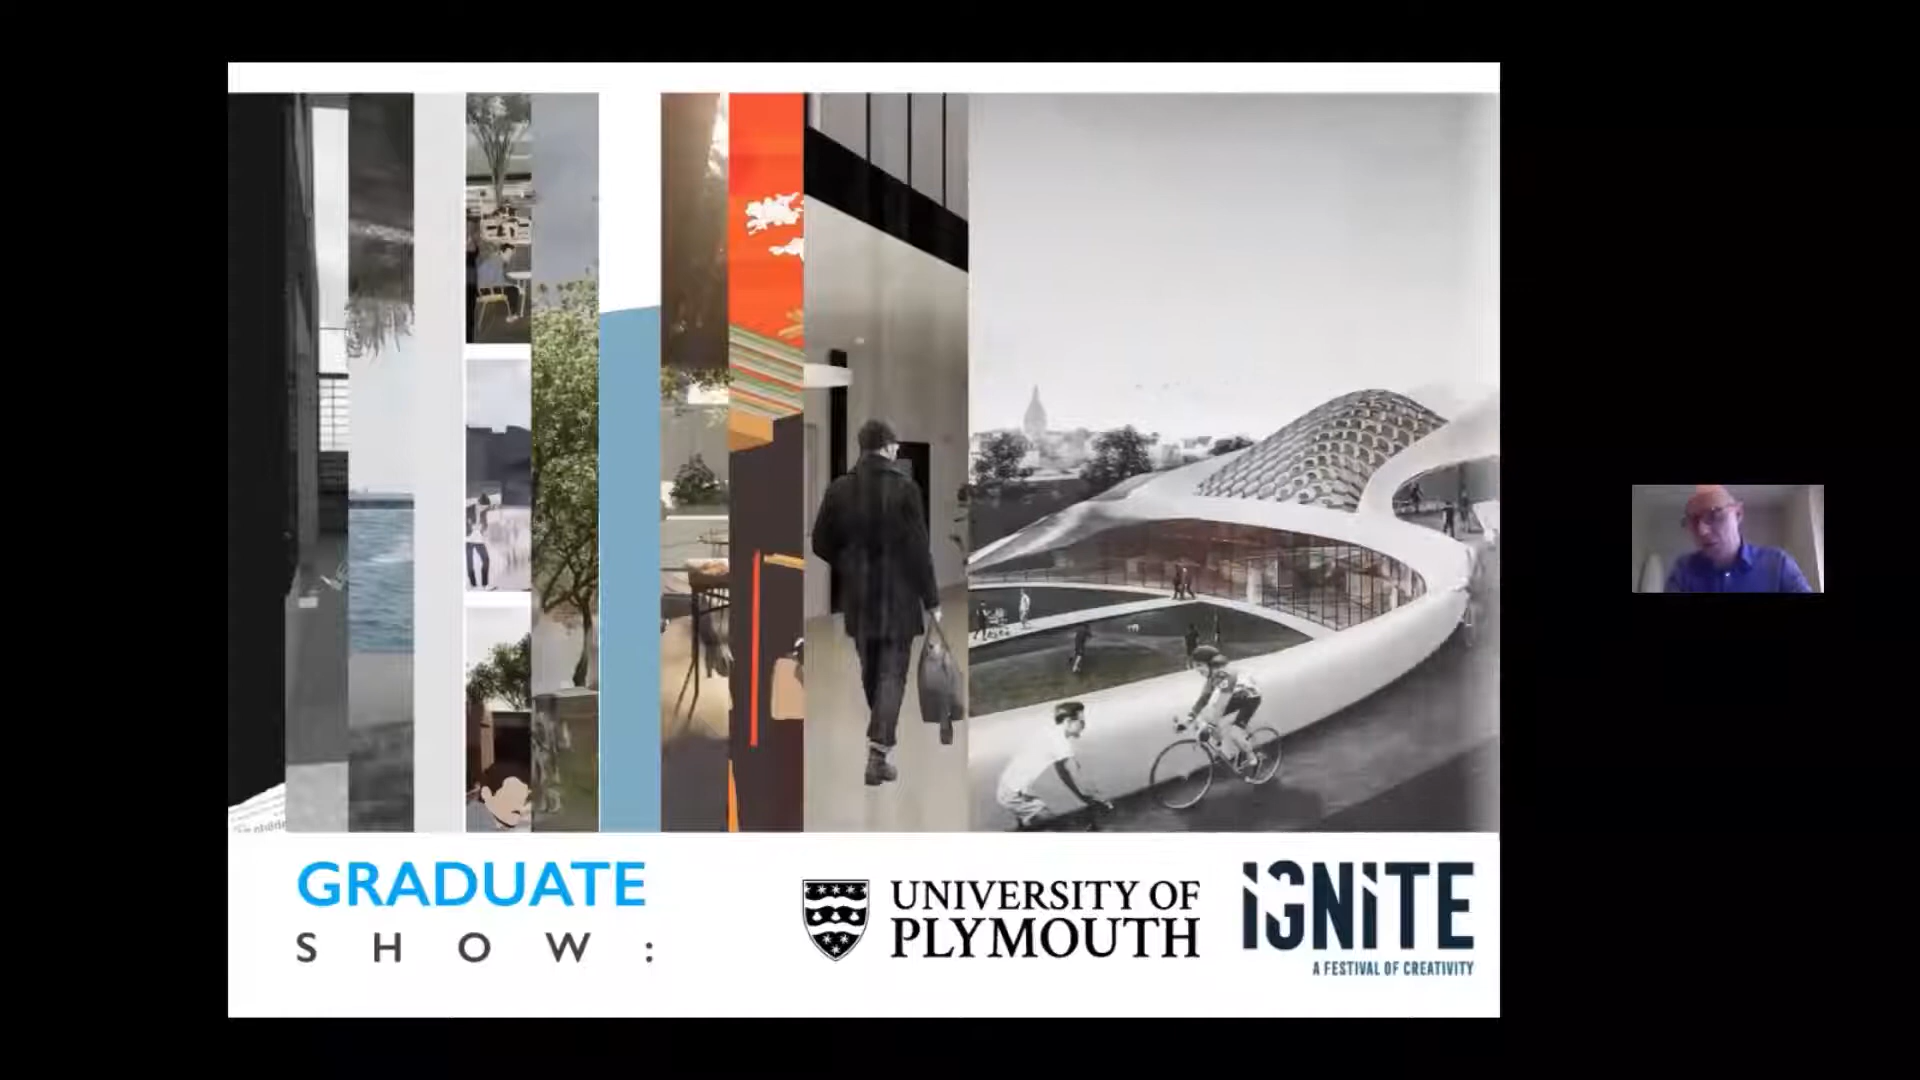 GRADUATE
SHOW:
UNIVERSITY OF
PLYMOUTH
iGNiTE
A FESTIVAL OF CREATIVITY